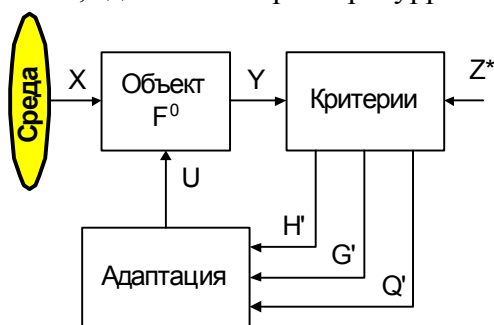 Среда
X
Объект
F⁰
Y
Критерии
Z*
U
H'
G'
Q'
Адаптация